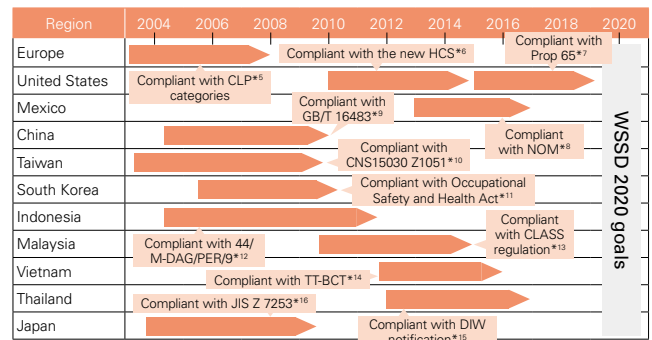 Region 2004 2006 2008 2010 2012 2014 2016 2018 2020
Europe
Compliant with the new HCS*6
Compliant with
Prop 65*7
United States
Compliant with CLP*5
categories
Mexico
Compliant with
GB/T 16483*9
China
Compliant
with NOM*8
Taiwan
Compliant with
CNS15030 Z1051*10
South Korea
Compliant with Occupational
Safety and Health Act*11
Indonesia
Compliant
with CLASS
regulation*13
Malaysia
Compliant with 44/
M-DAG/PER/9*12
Vietnam
Compliant with TT-BCT*14
Thailand
Compliant with JIS Z 7253*16
Japan
Compliant with DIW
notification*15
WSSD 2020 goals